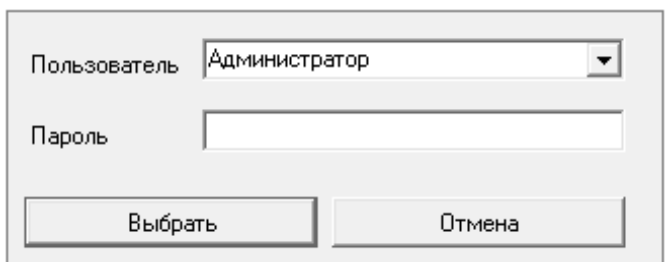 Пользователь Администратор
Пароль
Выбрать Отмена